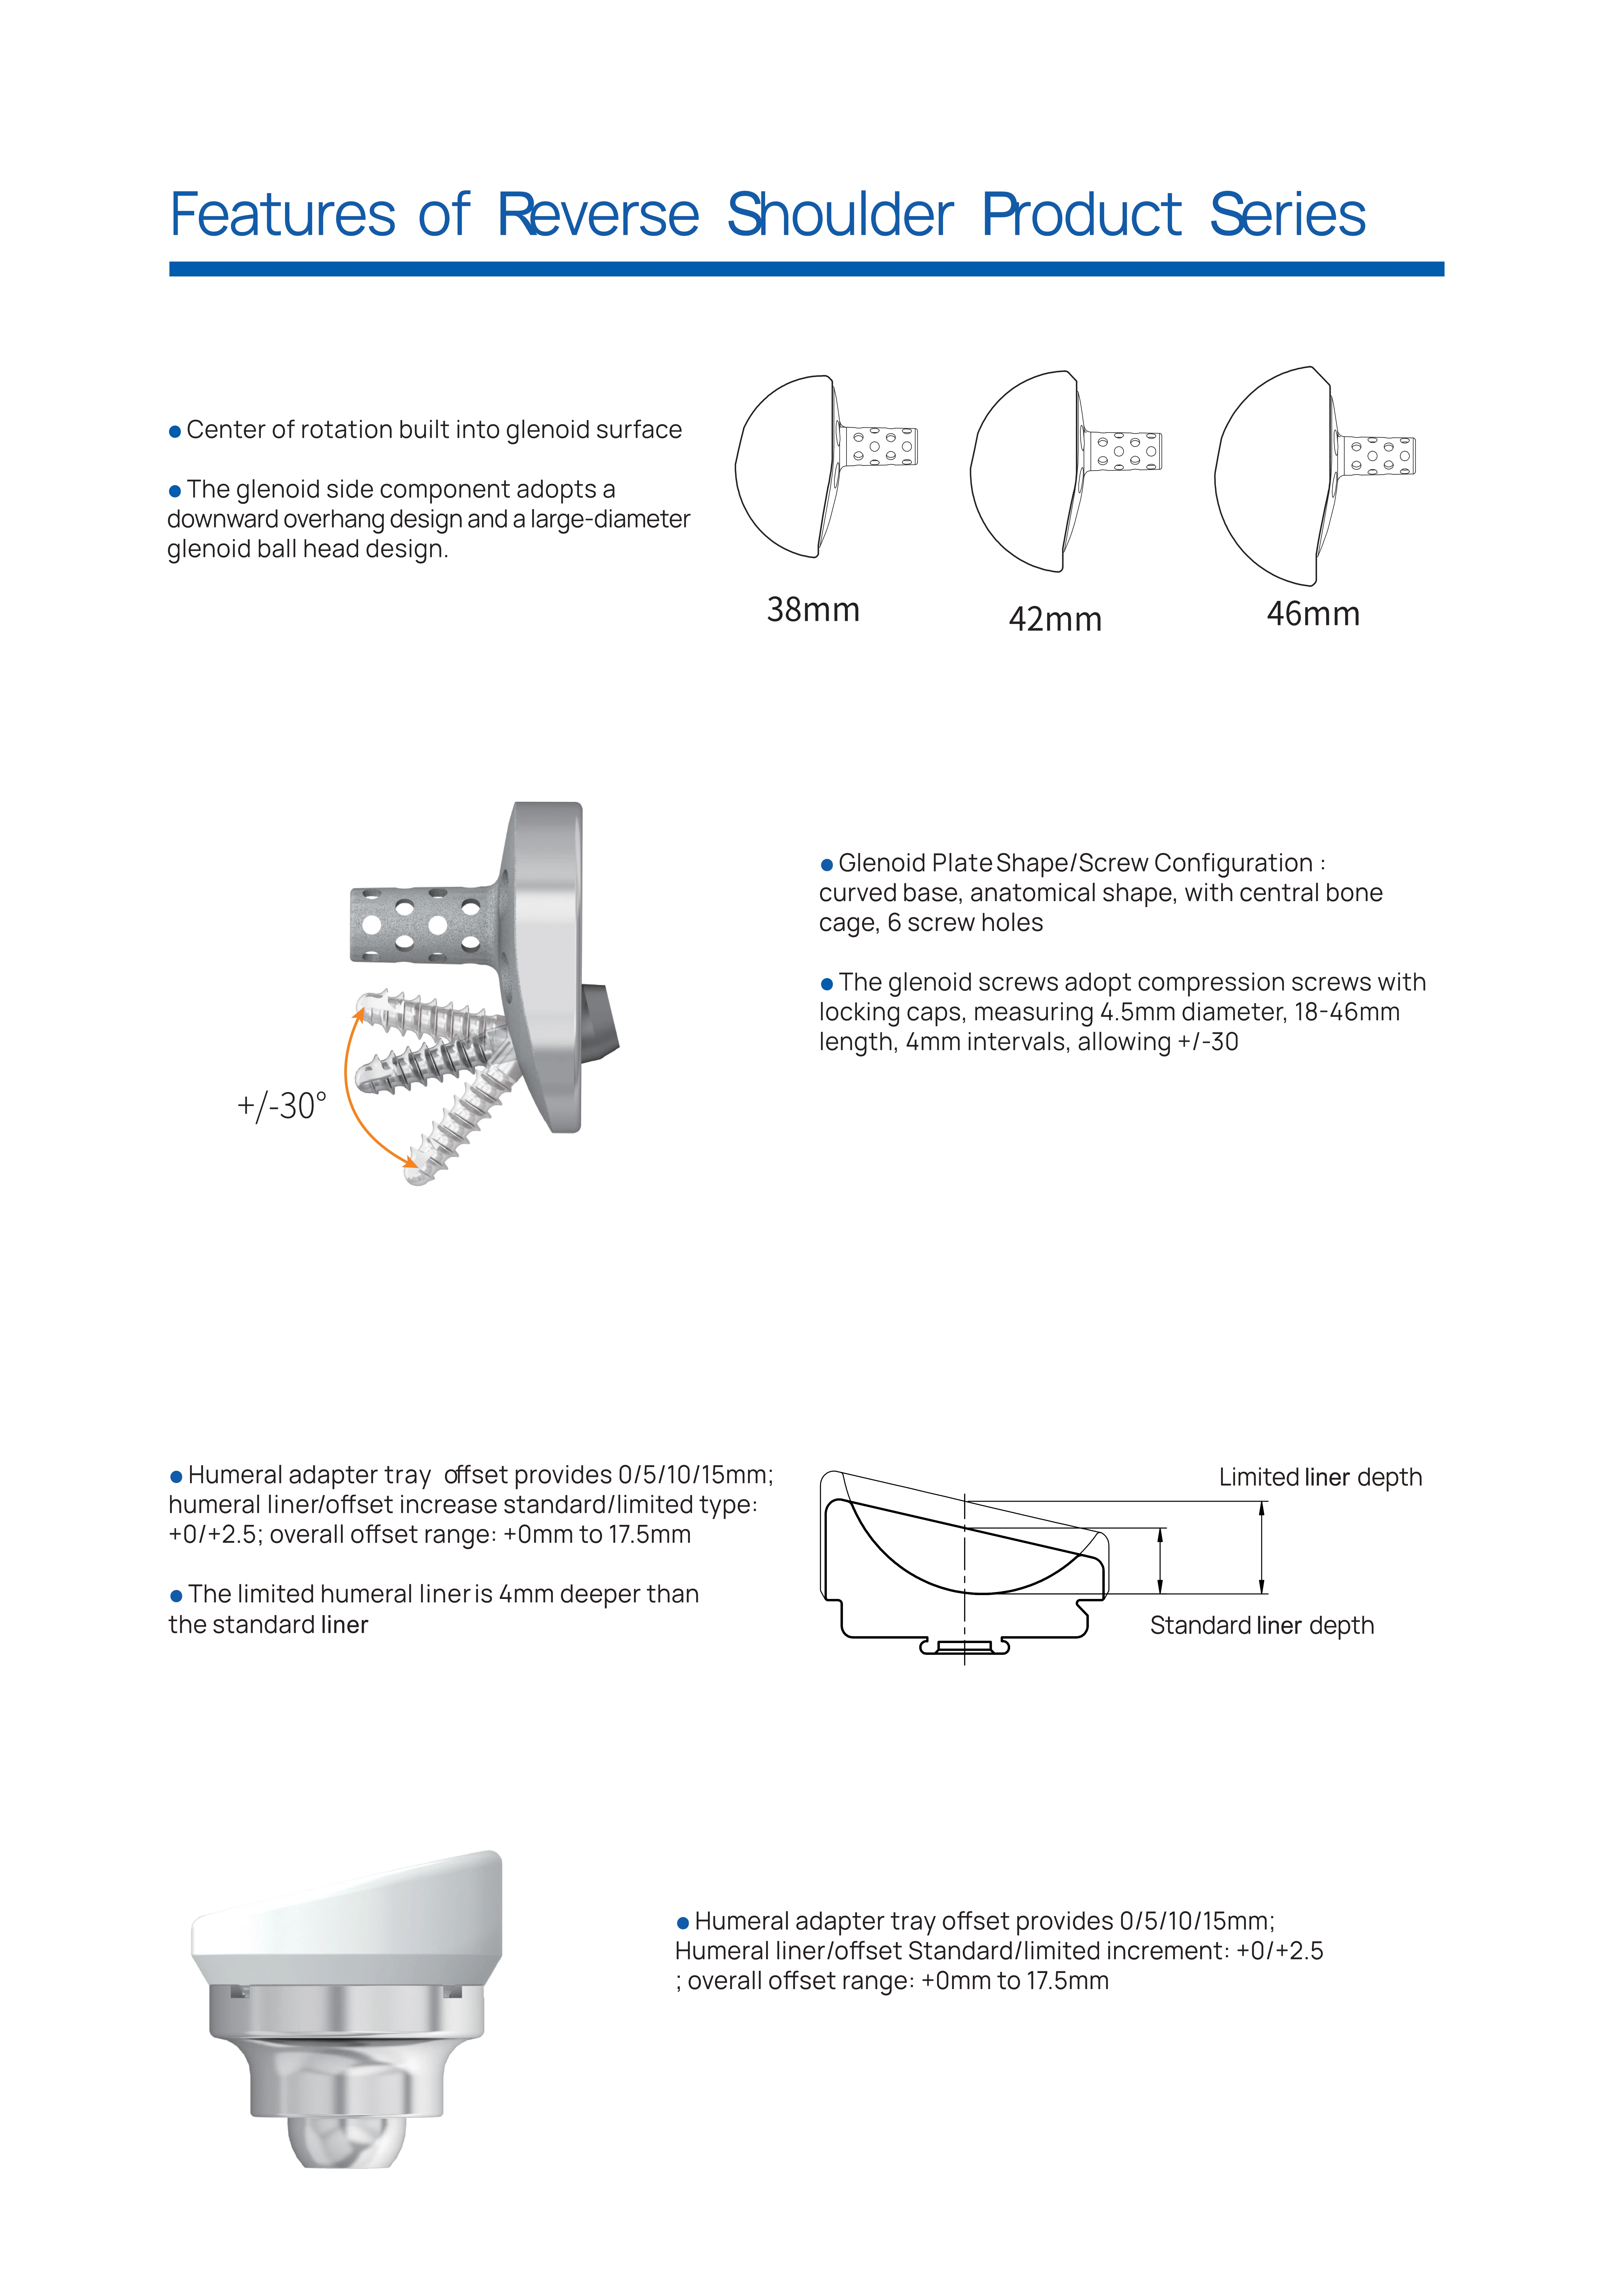 Features of Reverse Shoulder Product Series
● Center of rotation built into glenoid surface
● The glenoid side component adopts a
downward overhang design and a large-diameter
glenoid ball head design.
38mm
42mm
46mm
+/-30°
● Glenoid Plate Shape/Screw Configuration :
curved base, anatomical shape, with central bone
cage, 6 screw holes
● The glenoid screws adopt compression screws with
locking caps, measuring 4.5mm diameter, 18-46mm
length, 4mm intervals, allowing +/-30
● Humeral adapter tray offset provides 0/5/10/15mm;
humeral liner/offset increase standard/limited type:
+0/+2.5; overall offset range: +0mm to 17.5mm
● The limited humeral liner is 4mm deeper than
the standard liner
Limited liner depth
Standard liner depth
● Humeral adapter tray offset provides 0/5/10/15mm;
Humeral liner/offset Standard/limited increment: +0/+2.5
; overall offset range: +0mm to 17.5mm